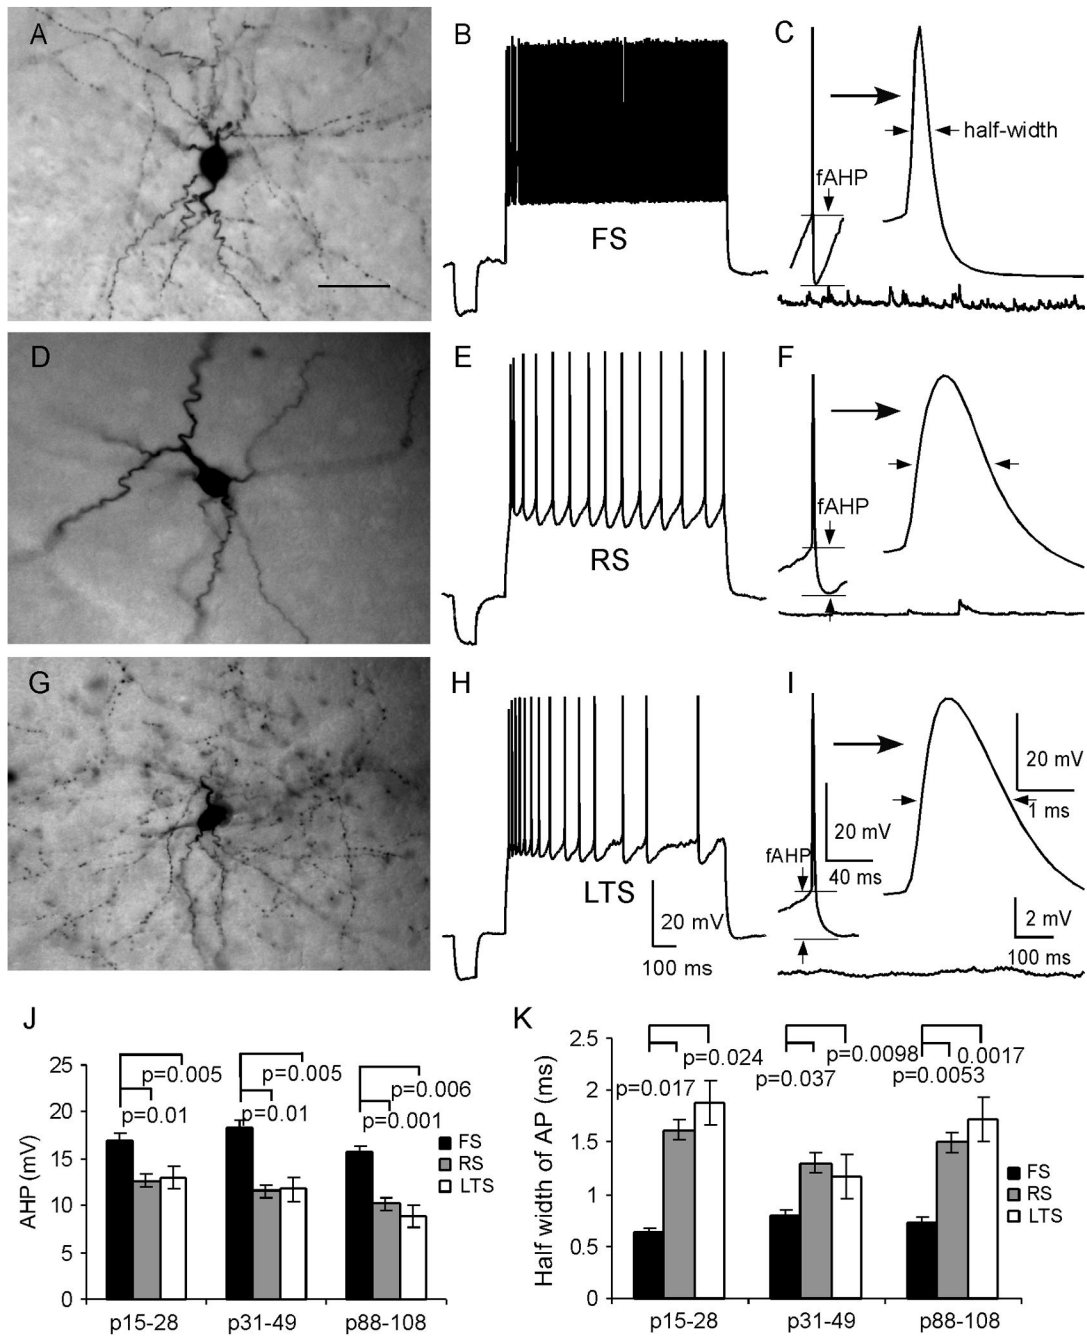 A
B
FS
C
half-width
fAHP
D
E
RS
F
fAHP
G
H
LTS
20 mV
100 ms
I
20 mV
1 ms
20 mV
40 ms
fAHP
2 mV
100 ms
J
25
20
15
10
5
0
AHP (mV)
p=0.005
p=0.01
p=0.005
p=0.01
p=0.006
p=0.001
FS
RS
LTS
p15-28
p31-49
p88-108
K
2.5
2
1.5
1
0.5
0
Half width of AP (ms)
p=0.024
p=0.017
p=0.0098
p=0.037
0.0017
p=0.0053
FS
RS
LTS
p15-28
p31-49
p88-108